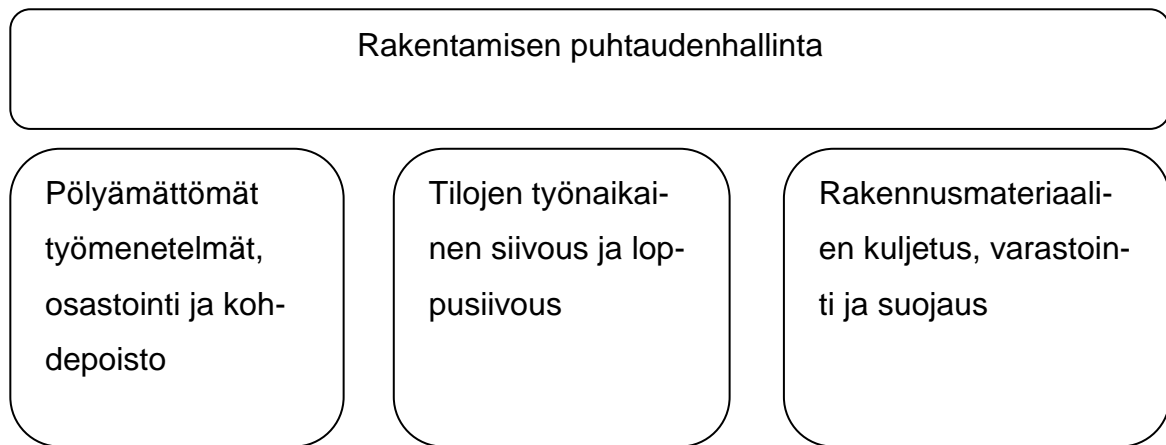 Rakentamisen puhtaudenhallinta
Pölyämättömät
työmenetelmät,
osastointi ja koh-
depoisto
Tilojen työnaikai-
nen siivous ja lop-
pusiivous
Rakennusmateriaali-
en kuljetus, varastoin-
ti ja suojaus